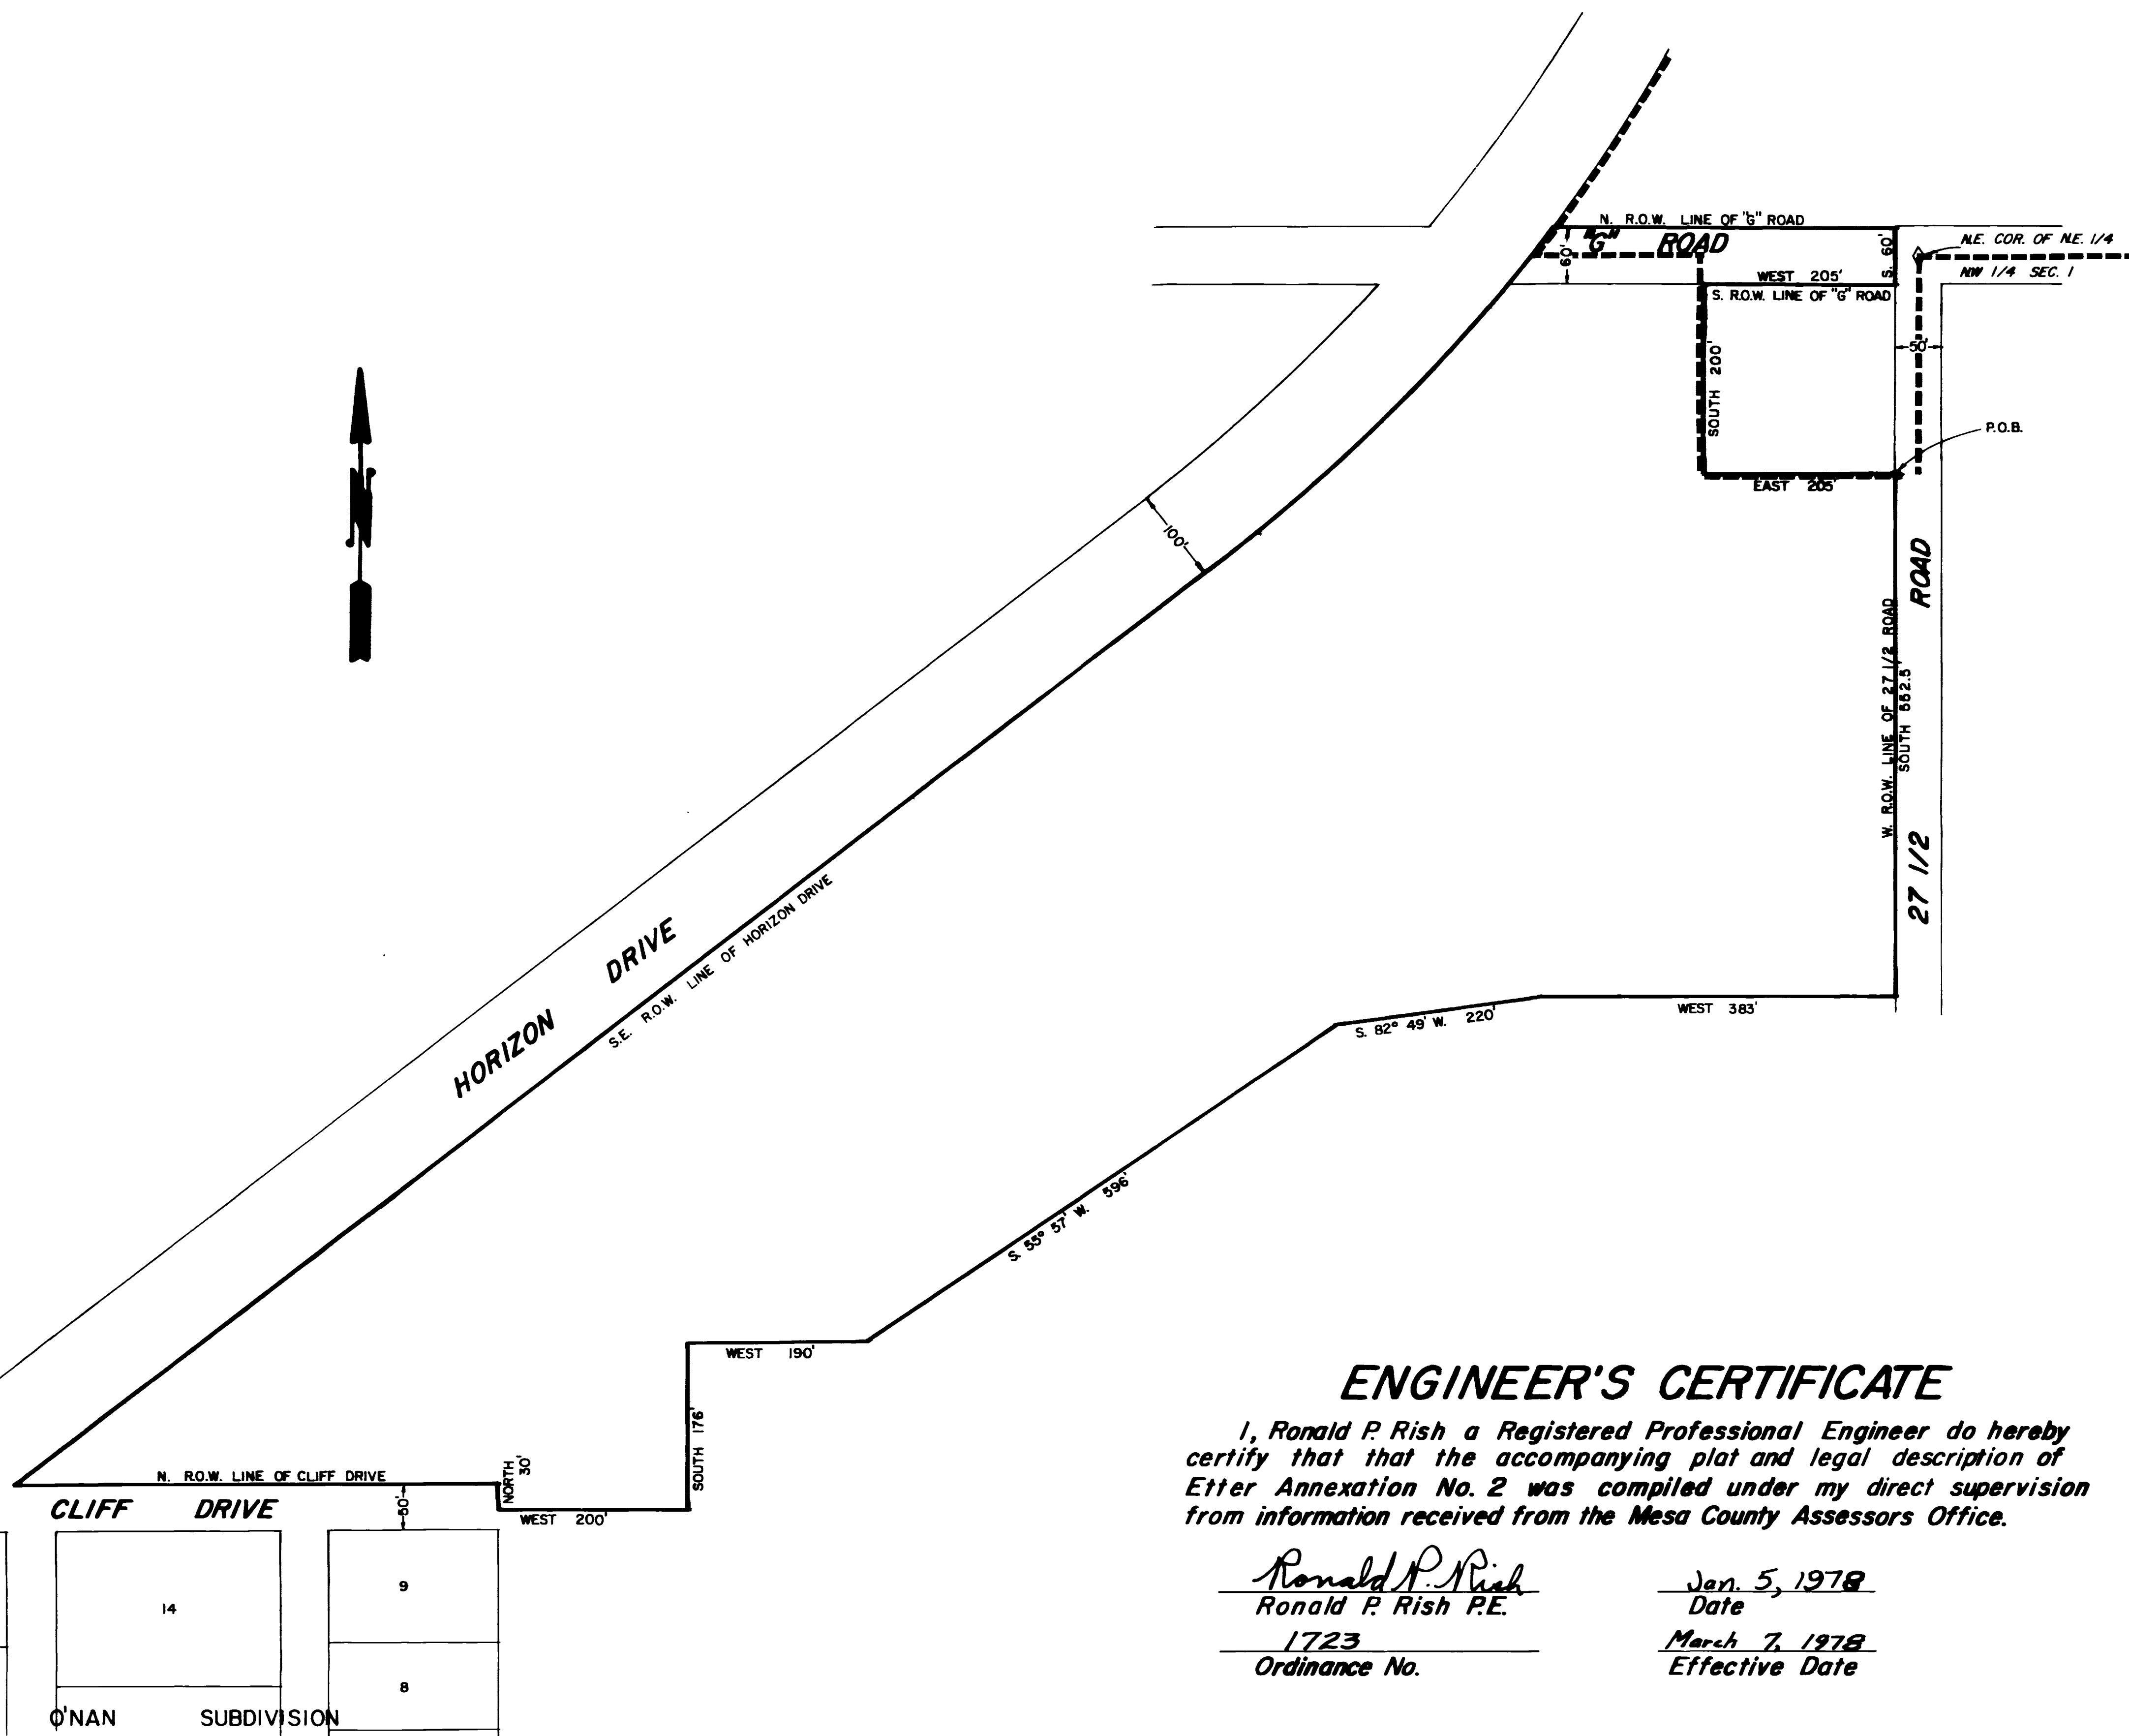 N. R.O.W. LINE OF "G" ROAD
"G" ROAD
60'
S. 60'
N.E. COR. OF N.E. 1/4
NW 1/4 SEC. 1
WEST 205'
S. R.O.W. LINE OF "G" ROAD
50'
SOUTH 200'
P.O.B.
EAST 205'
N
100'
27 1/2 ROAD
W. R.O.W. LINE OF 27 1/2 ROAD
HORIZON DRIVE
S.E. R.O.W. LINE OF HORIZON DRIVE
WEST 383'
S. 82° 49' W. 220'
S. 55° 57' W. 596'
WEST 190'
SOUTH 176'
NORTH 30'
WEST 200'
N. R.O.W. LINE OF CLIFF DRIVE
CLIFF DRIVE
14
9
8
O'NAN SUBDIVISION
ENGINEER'S CERTIFICATE
I, Ronald P. Rish a Registered Professional Engineer do hereby
certify that that the accompanying plat and legal description of
Etter Annexation No. 2 was compiled under my direct supervision
from information received from the Mesa County Assessors Office.
Ronald P. Rish
Jan. 5, 1978
Ronald P. Rish P.E.
Date
1723
March 7, 1978
Ordinance No.
Effective Date